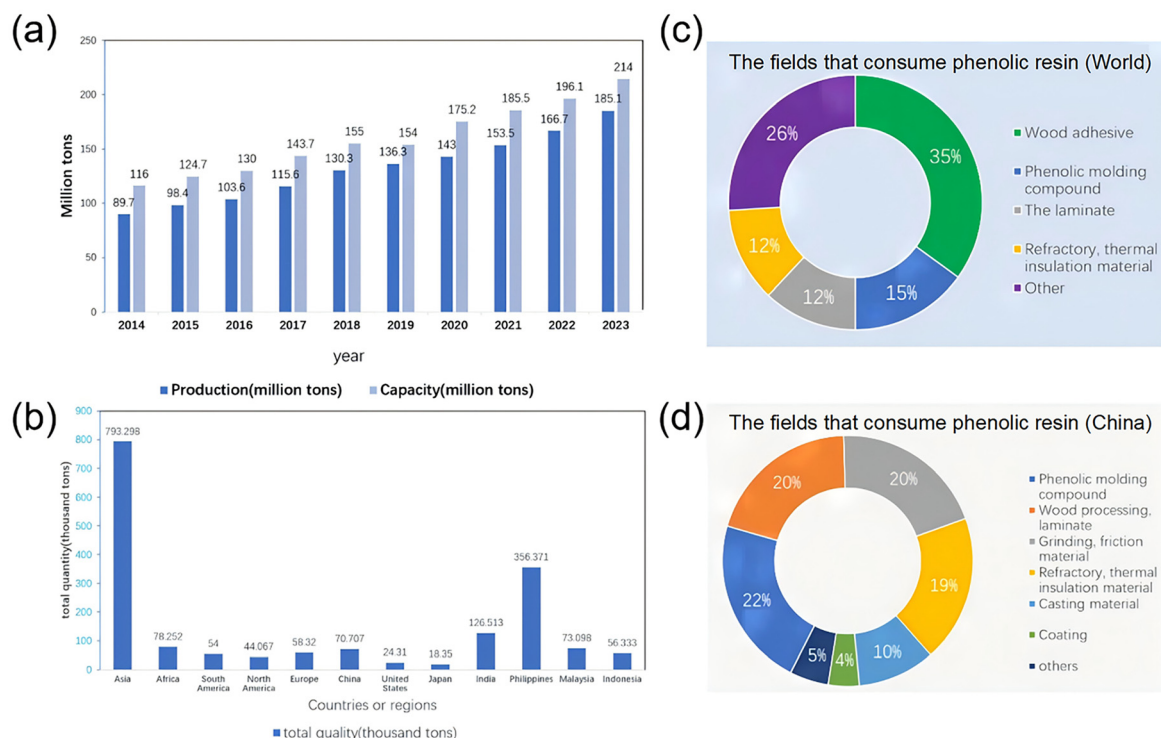 (a)
Million tons
250
200
150
100
50
0
89.7
116
98.4
124.7
103.6
130
115.6
143.7
130.3
155
136.3
154
143
175.2
153.5
185.5
166.7
196.1
185.1
214
2014 2015 2016 2017 2018 2019 2020 2021 2022 2023
year
Production(million tons) Capacity(million tons)
(b)
total quantity(thousand tons)
900
800
700
600
500
400
300
200
100
0
793.298
78.252
54
44.067
58.32
70.707
24.31
18.35
126.513
356.371
73.098
56.333
Asia Africa South America North America Europe China United States Japan India Philippines Malaysia Indonesia
Countries or regions
total quality(thousand tons)
(c)
The fields that consume phenolic resin (World)
26%
35%
12%
12%
15%
Wood adhesive
Phenolic molding
compound
The laminate
Refractory, thermal
insulation material
Other
(d)
The fields that consume phenolic resin (China)
20%
20%
22%
19%
5%
4%
10%
Phenolic molding
compound
Wood processing,
laminate
Grinding, friction
material
Refractory, thermal
insulation material
Casting material
Coating
others